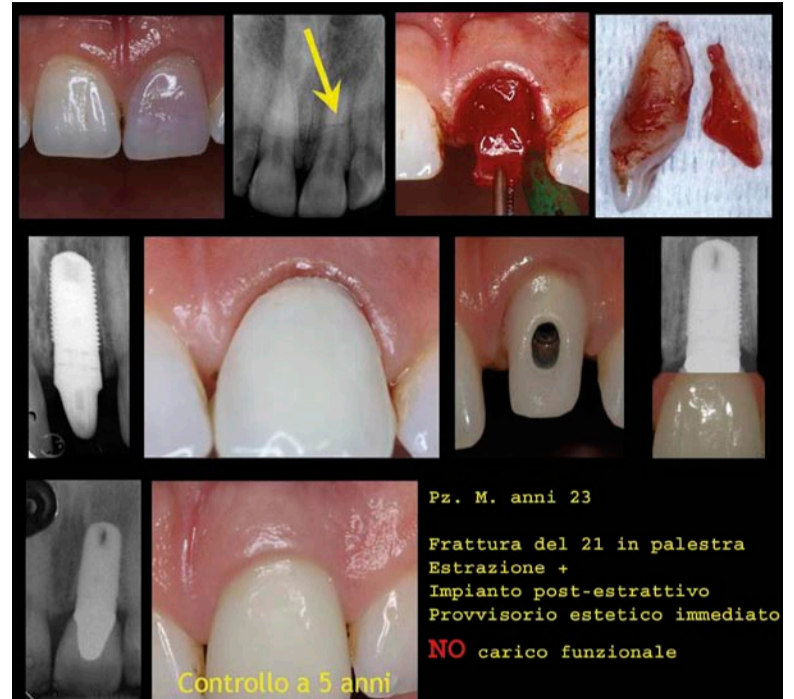 Pz. M. anni 23
Frattura del 21 in palestra
Estrazione +
Impianto post-estrattivo
Provvisorio estetico immediato
NO carico funzionale
Controllo a 5 anni